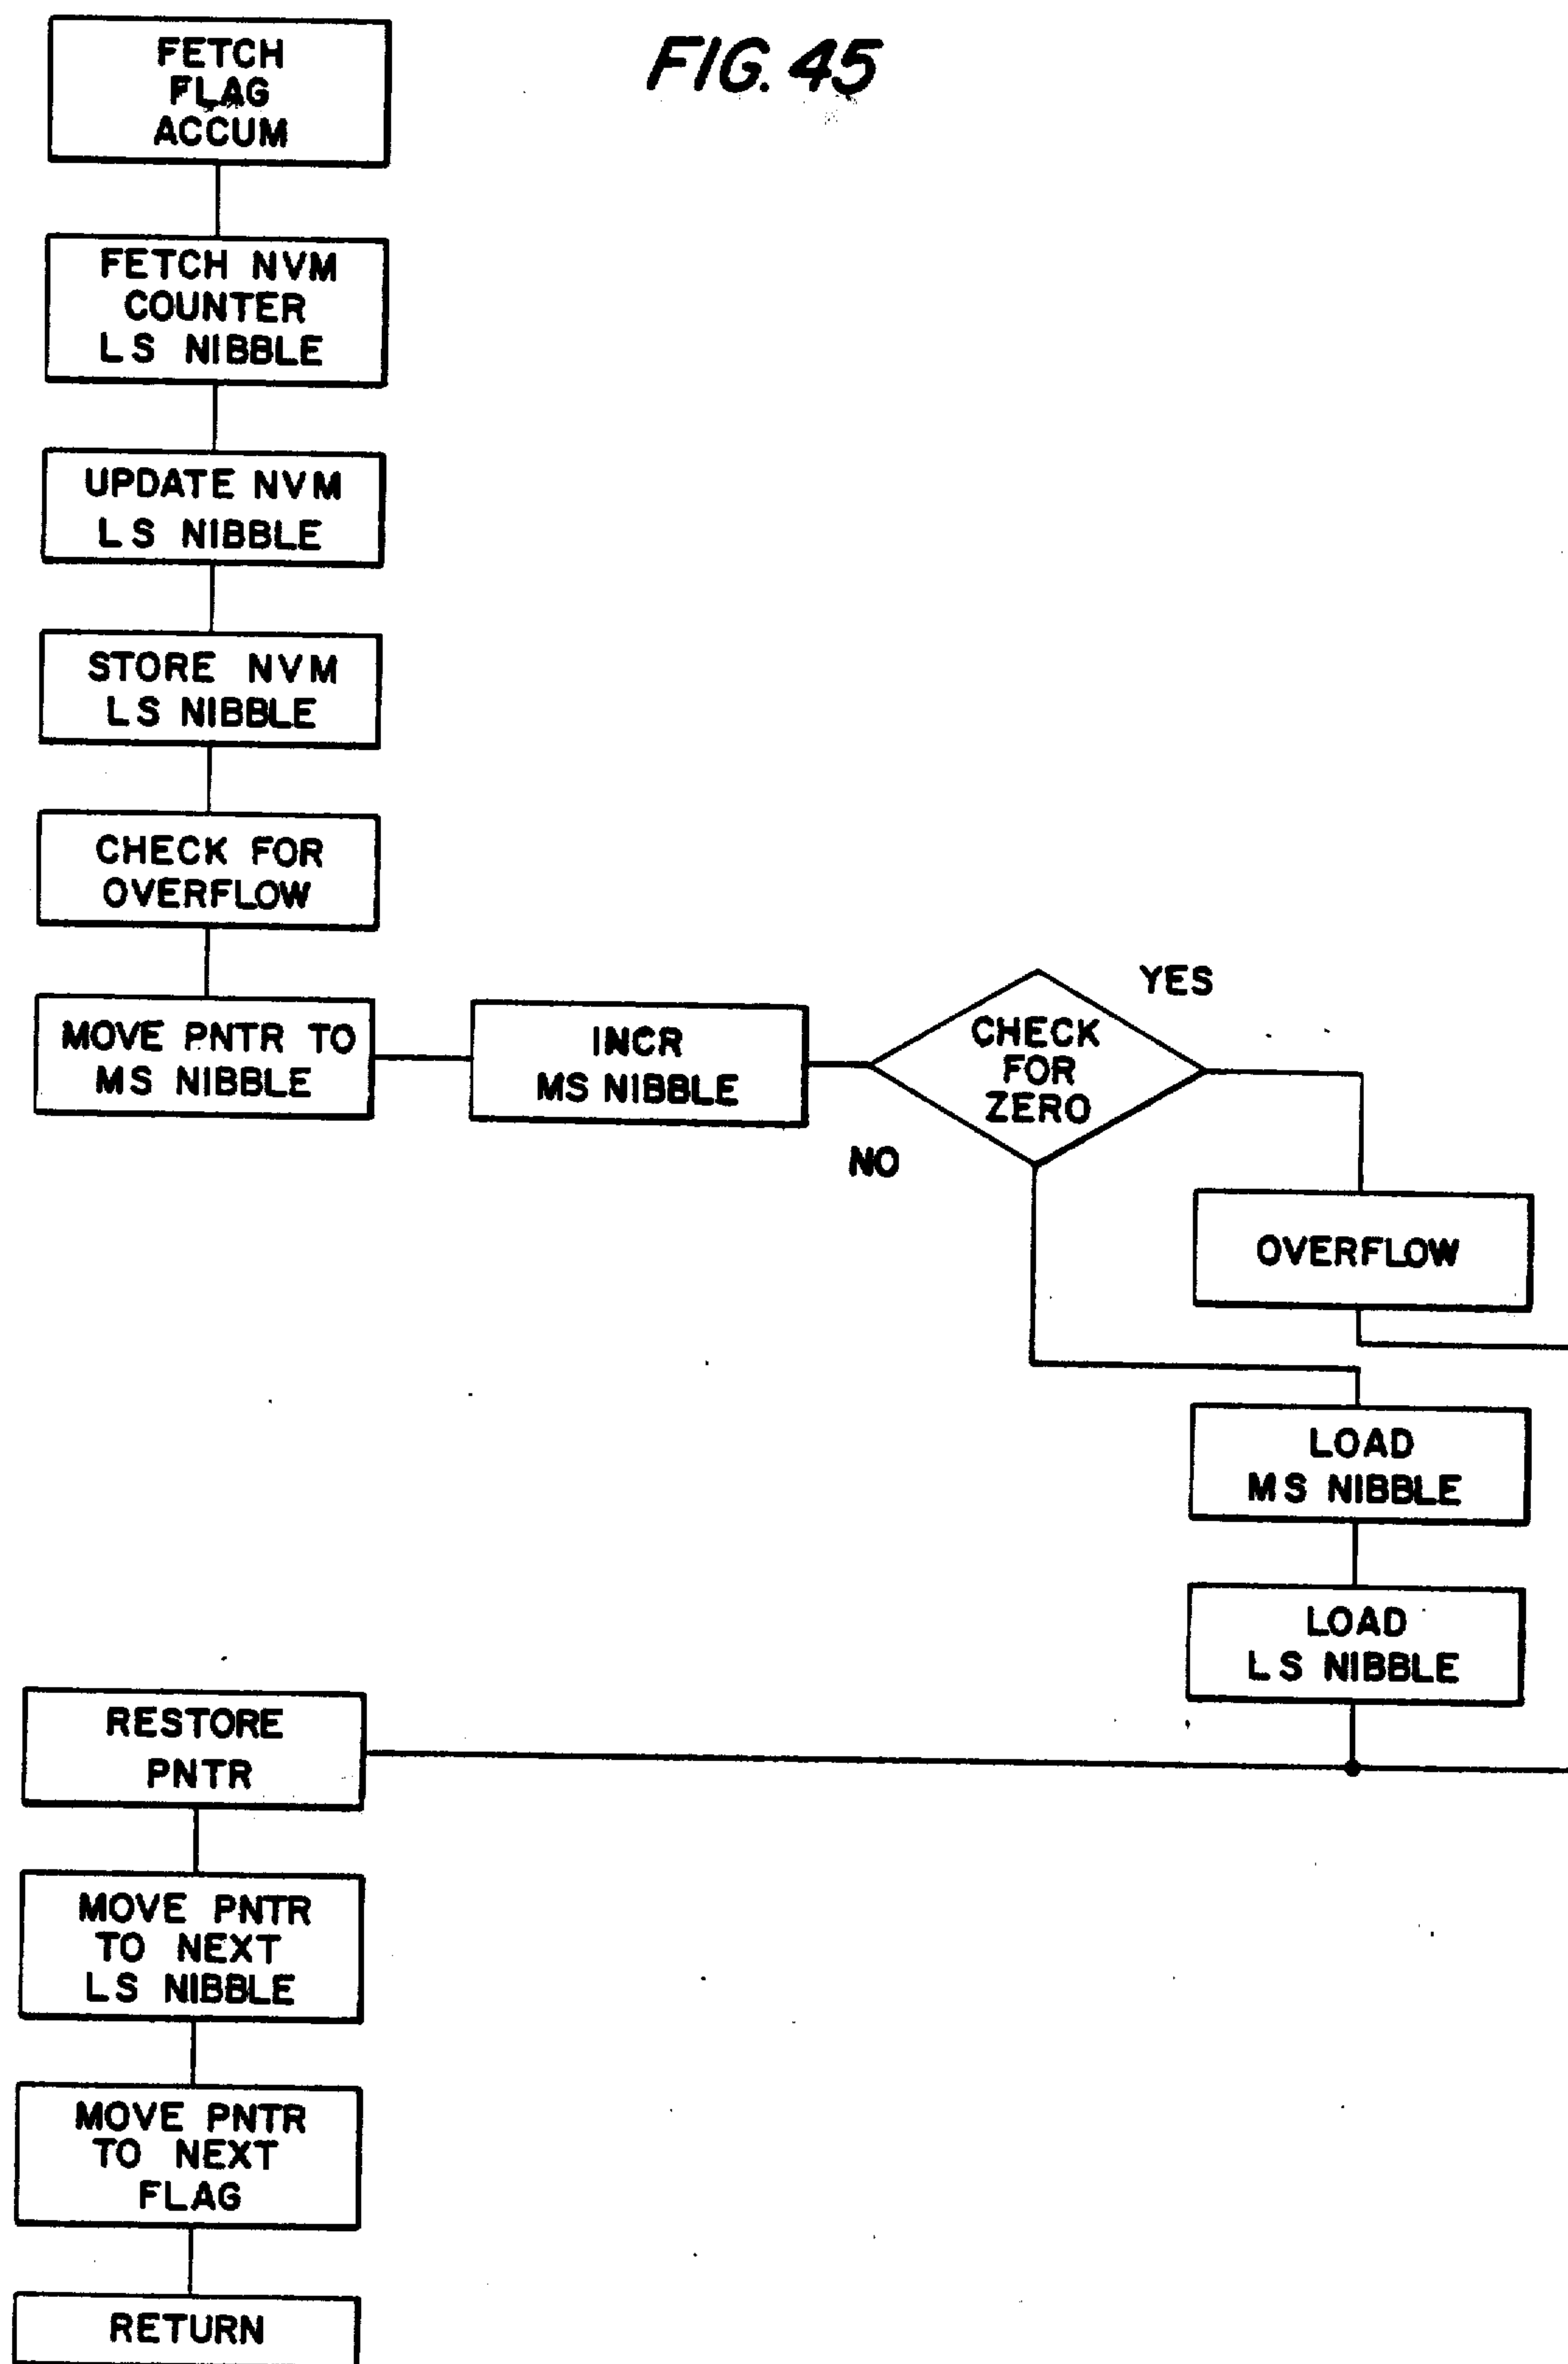 FIG. 45
FETCH
FLAG
ACCUM
FETCH NVM
COUNTER
LS NIBBLE
UPDATE NVM
LS NIBBLE
STORE NVM
LS NIBBLE
CHECK FOR
OVERFLOW
MOVE PNTR TO
MS NIBBLE
INCR
MS NIBBLE
CHECK
FOR
ZERO
YES
NO
OVERFLOW
LOAD
MS NIBBLE
LOAD
LS NIBBLE
RESTORE
PNTR
MOVE PNTR
TO NEXT
LS NIBBLE
MOVE PNTR
TO NEXT
FLAG
RETURN